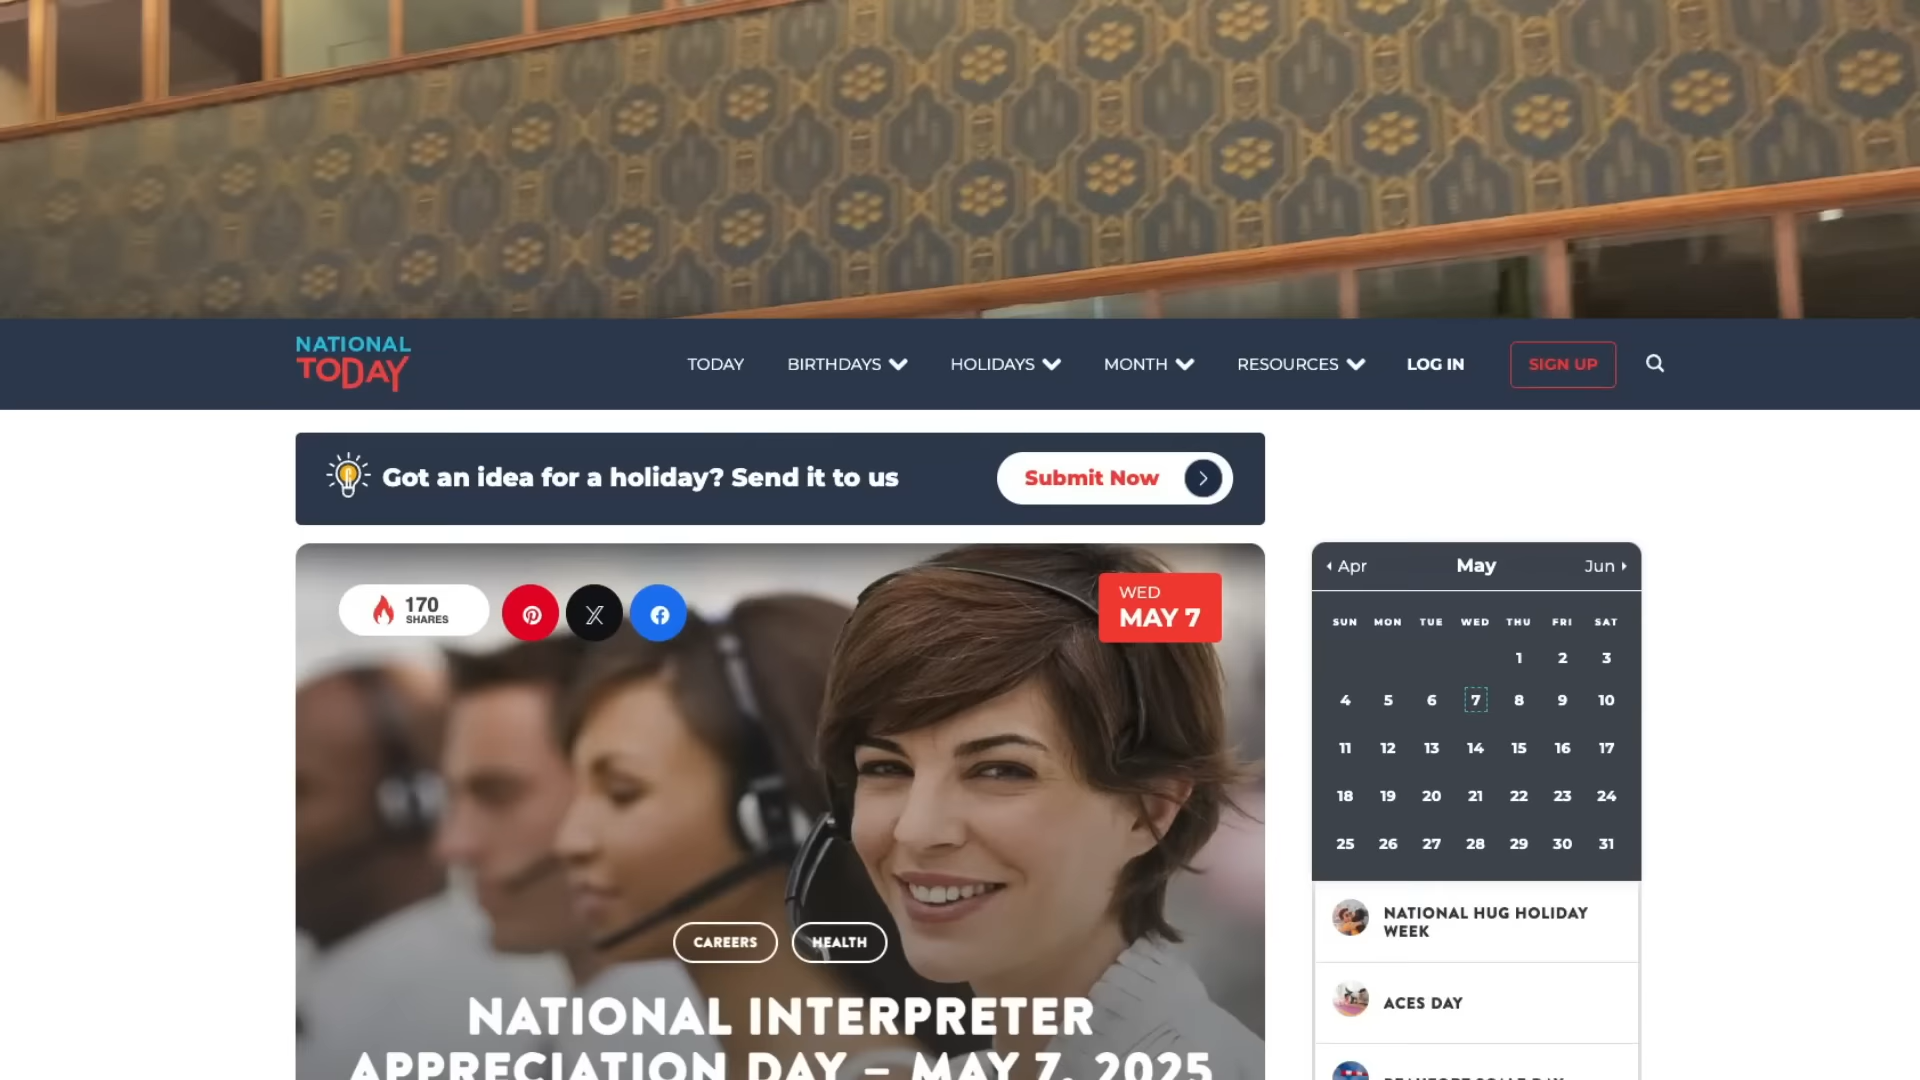 NATIONAL
TODAY
TODAY
BIRTHDAYS
HOLIDAYS
MONTH
RESOURCES
LOG IN
SIGN UP
Got an idea for a holiday? Send it to us
Submit Now
170
SHARES
WED
MAY 7
CAREERS
HEALTH
NATIONAL INTERPRETER
APPRECIATION DAY – MAY 7, 2025
Apr May Jun
SUN MON TUE WED THU FRI SAT
1 2 3
4 5 6 7 8 9 10
11 12 13 14 15 16 17
18 19 20 21 22 23 24
25 26 27 28 29 30 31
NATIONAL HUG HOLIDAY
WEEK
ACES DAY